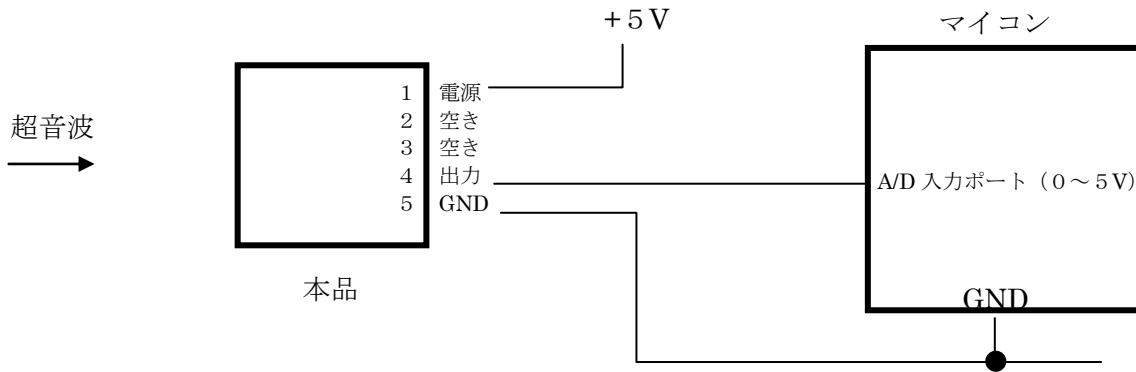 +5V
マイコン
超音波
1 電源
2 空き
3 空き
4 出力
5 GND
A/D 入力ポート（0～5V)
本品
GND